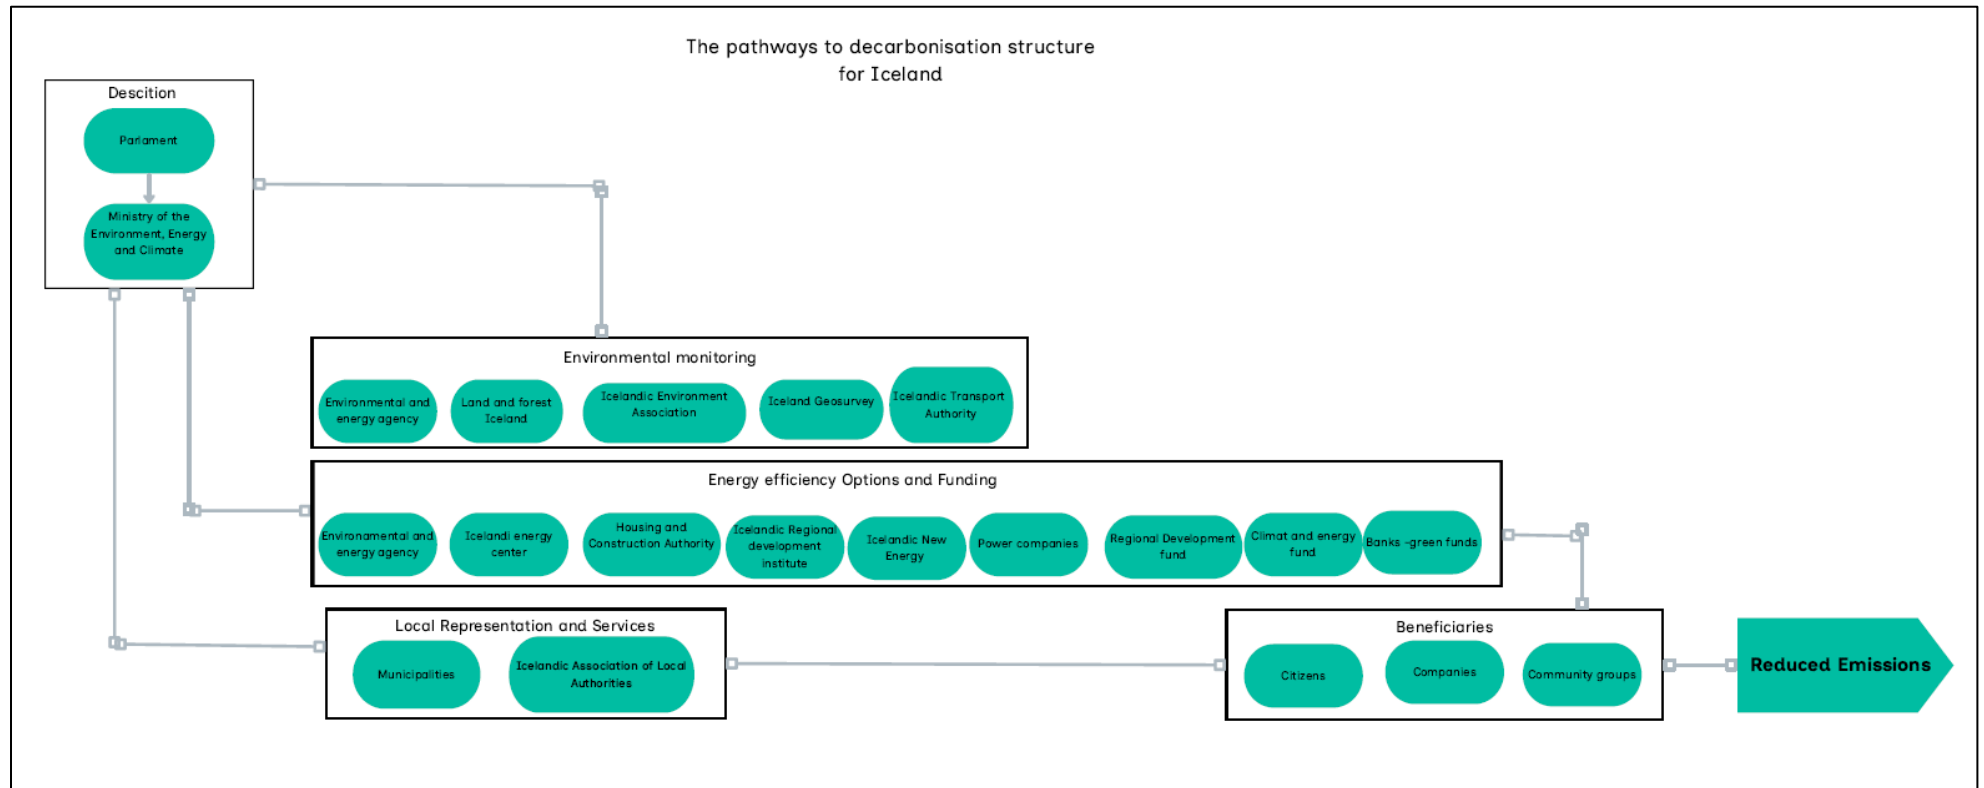 The pathways to decarbonisation structure
for Iceland
Descition
Parlament
Ministry of the
Environment, Energy
and Climate
Environmental monitoring
Environmental and
energy agency
Land and forest
Iceland
Icelandic Environment
Association
Iceland Geosurvey
Icelandic Transport
Authority
Energy efficiency Options and Funding
Environamental and
energy agency
Icelandi energy
center
Housing and
Construction Authority
Icelandic Regional
development
institute
Icelandic New
Energy
Power companies
Regional Development
fund
Climat and energy
fund
Banks -green funds
Local Representation and Services
Municipalities
Icelandic Association of Local
Authorities
Beneficiaries
Citizens
Companies
Community groups
Reduced Emissions